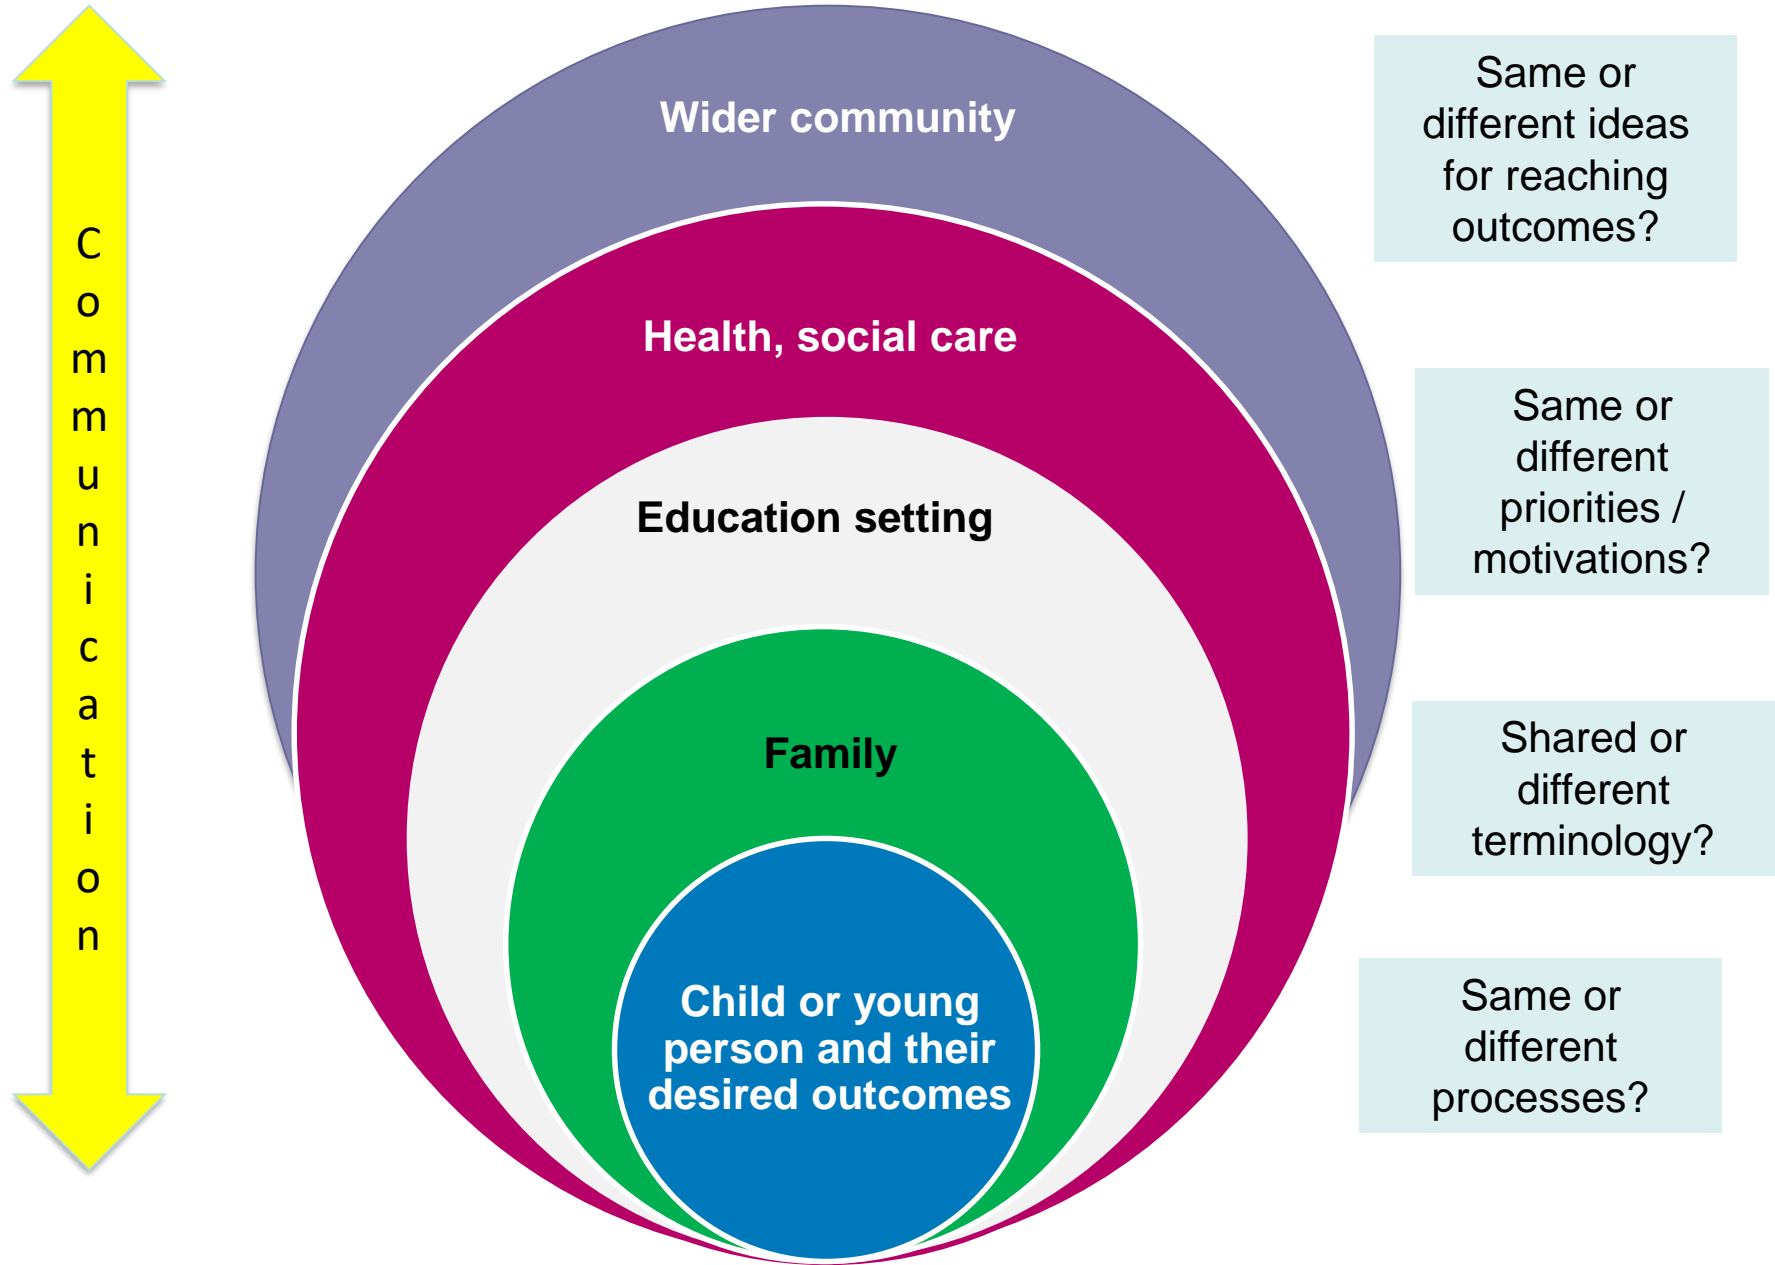 C
o
m
m
u
n
i
c
a
t
i
o
n
Wider community
Health, social care
Education setting
Family
Child or young
person and their
desired outcomes
Same or
different ideas
for reaching
outcomes?
Same or
different
priorities /
motivations?
Shared or
different
terminology?
Same or
different
processes?